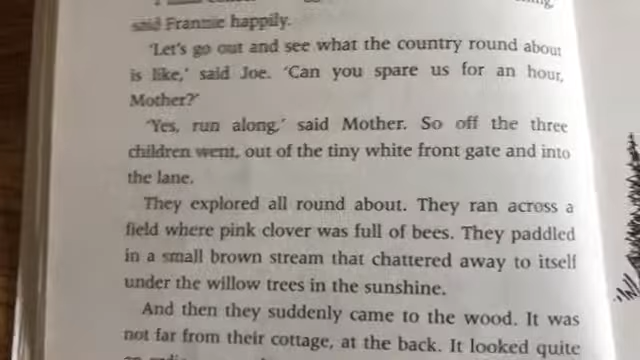 said Frannie happily.
'Let's go out and see what the country round about
is like,' said Joe. 'Can you spare us for an hour,
Mother?'
'Yes, run along,' said Mother. So off the three
children went, out of the tiny white front gate and into
the lane.
They explored all round about. They ran across a
field where pink clover was full of bees. They paddled
in a small brown stream that chattered away to itself
under the willow trees in the sunshine.
And then they suddenly came to the wood. It was
not far from their cottage, at the back. It looked quite